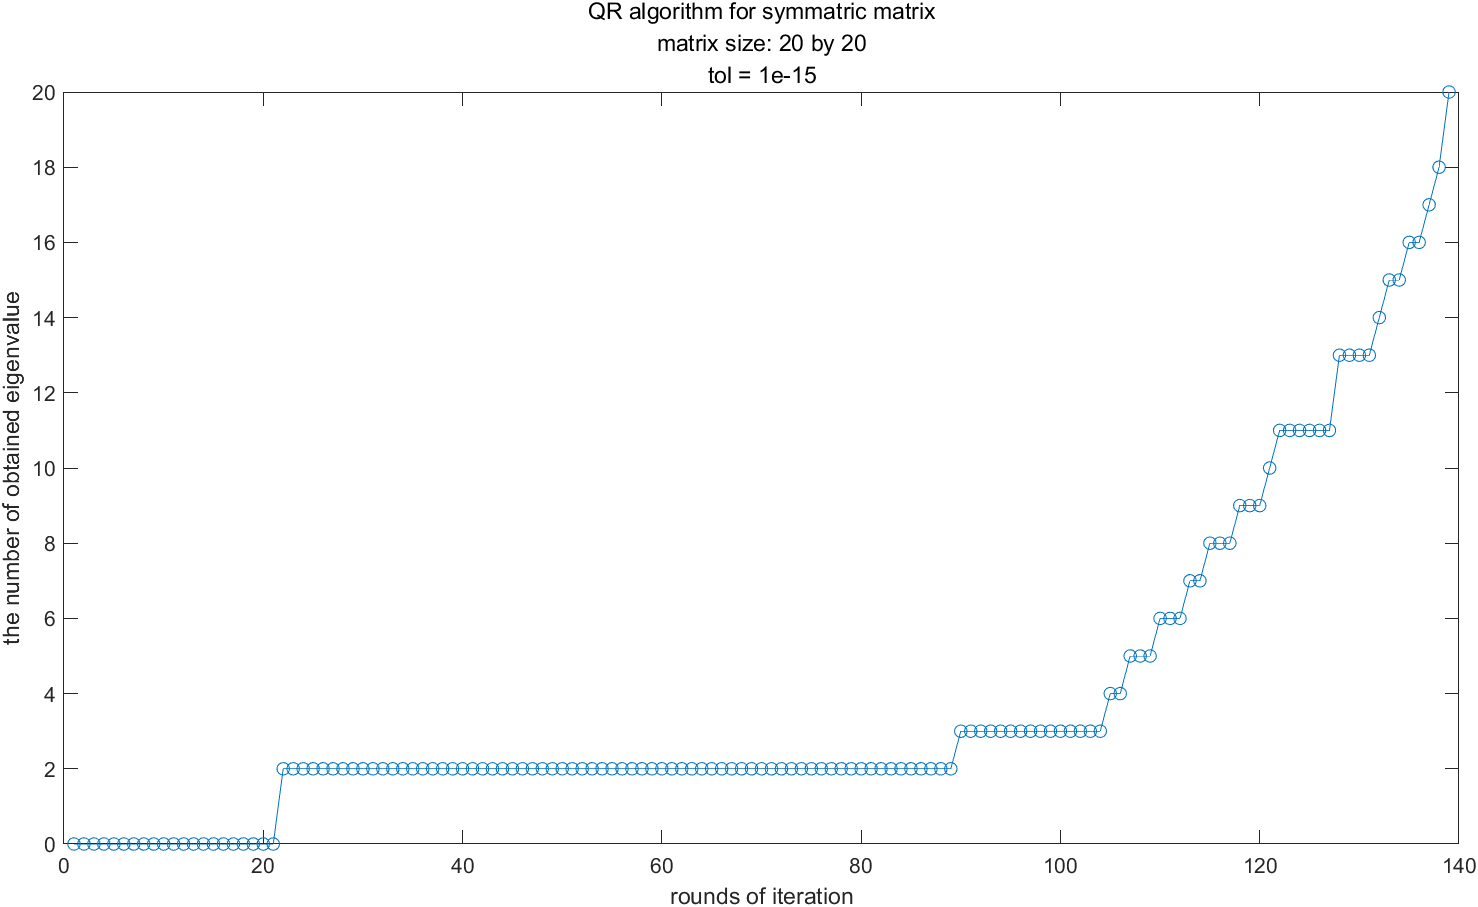 QR algorithm for symmatric matrix
matrix size: 20 by 20
tol = 1e-15
20
18
16
14
12
10
8
6
4
2
0
the number of obtained eigenvalue
0 20 40 60 80 100 120 140
rounds of iteration